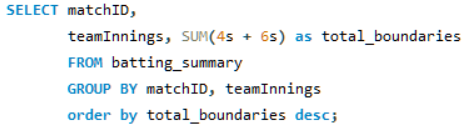 SELECT matchID,
teamInnings, SUM(4s + 6s) as total_boundaries
FROM batting_summary
GROUP BY matchID, teamInnings
order by total_boundaries desc;